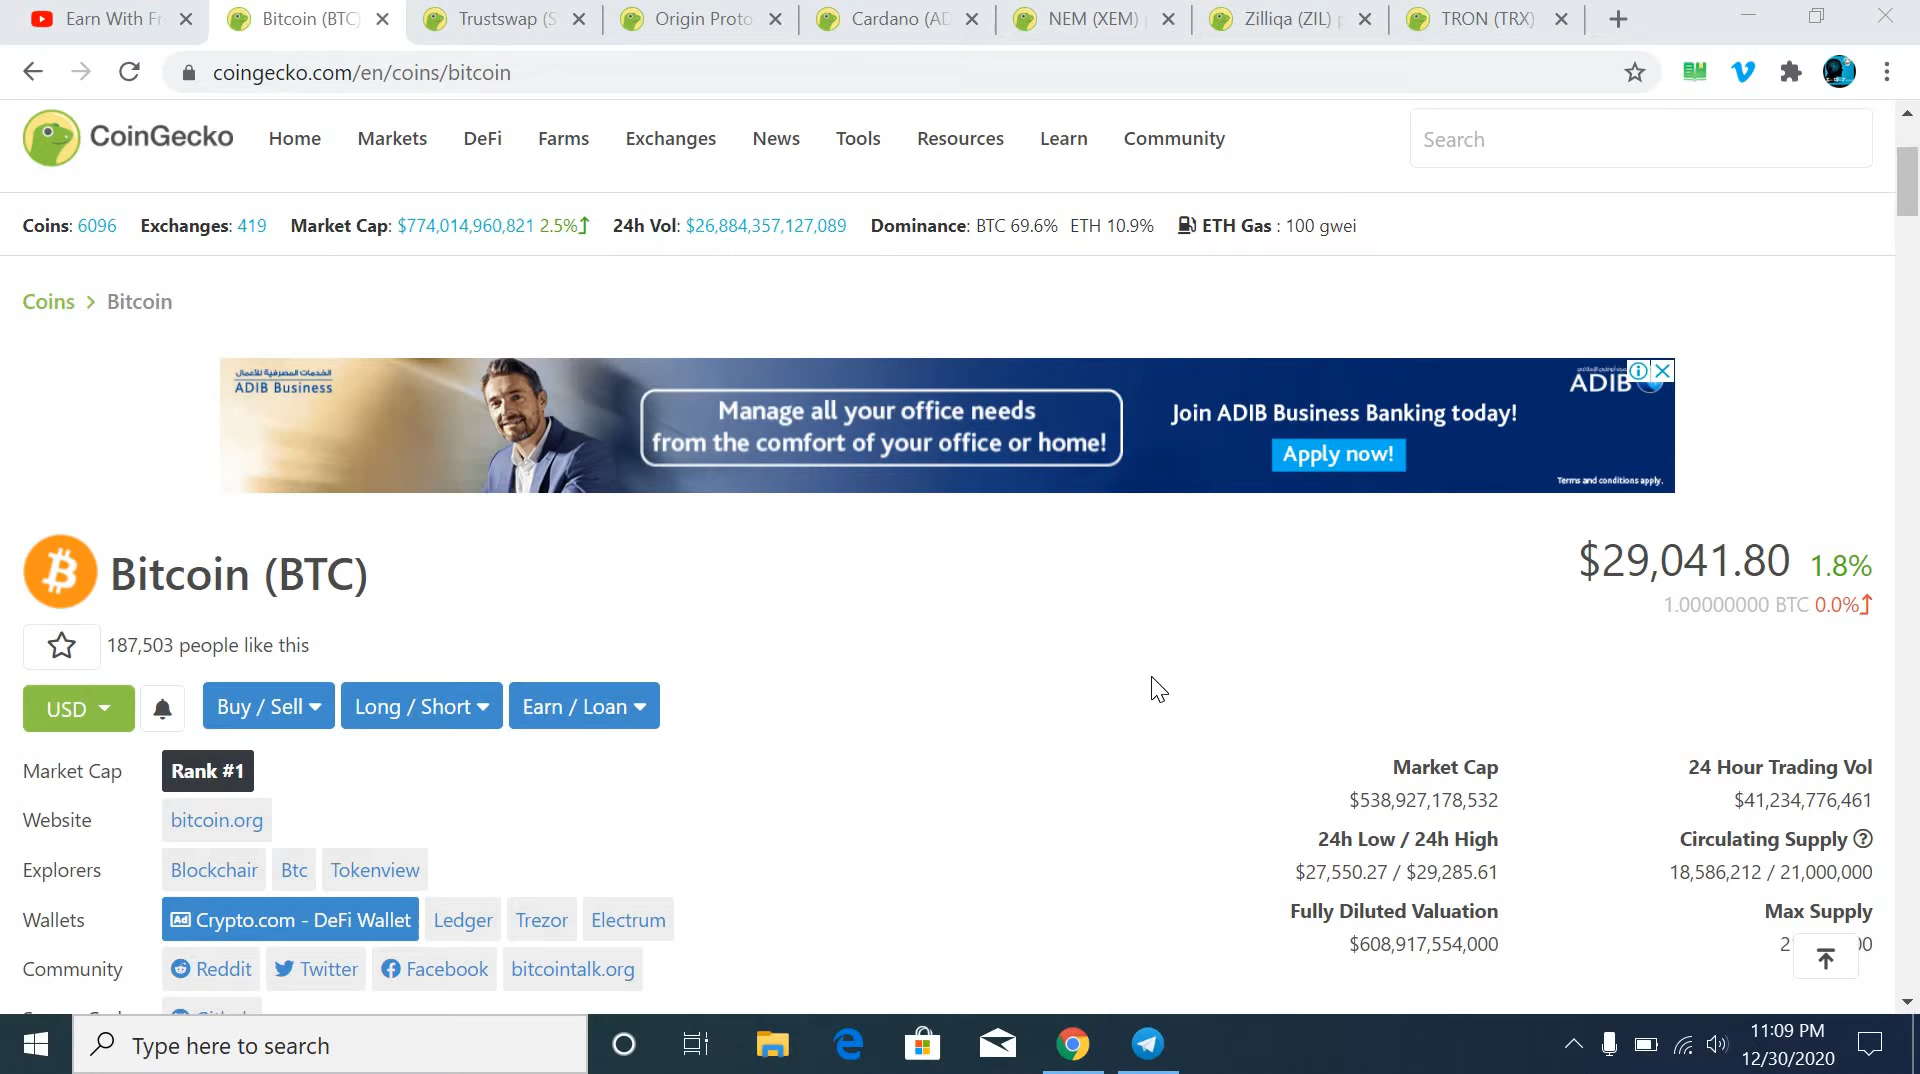 Earn With Fr
Bitcoin (BTC)
Trustswap (S
Origin Proto
Cardano (AD
NEM (XEM)
Zilliqa (ZIL) p
TRON (TRX)
coingecko.com/en/coins/bitcoin
CoinGecko
Home
Markets
DeFi
Farms
Exchanges
News
Tools
Resources
Learn
Community
Search
Coins: 6096 Exchanges: 419 Market Cap: $774,014,960,821 2.5% 24h Vol: $26,884,357,127,089 Dominance: BTC 69.6% ETH 10.9% ETH Gas : 100 gwei
Coins > Bitcoin
الخدمات المصرفية للأعمال
ADIB Business
Manage all your office needs
from the comfort of your office or home!
Join ADIB Business Banking today!
Apply now!
ADIB
Terms and conditions apply.
Bitcoin (BTC)
$29,041.80 1.8%
1.00000000 BTC 0.0%
187,503 people like this
USD
Buy / Sell
Long / Short
Earn / Loan
Market Cap Rank #1
Website bitcoin.org
Explorers Blockchair Btc Tokenview
Wallets Ad Crypto.com - DeFi Wallet Ledger Trezor Electrum
Community Reddit Twitter Facebook bitcointalk.org
Market Cap
$538,927,178,532
24 Hour Trading Vol
$41,234,776,461
24h Low / 24h High
$27,550.27 / $29,285.61
Circulating Supply
18,586,212 / 21,000,000
Fully Diluted Valuation
$608,917,554,000
Max Supply
Type here to search
11:09 PM
12/30/2020